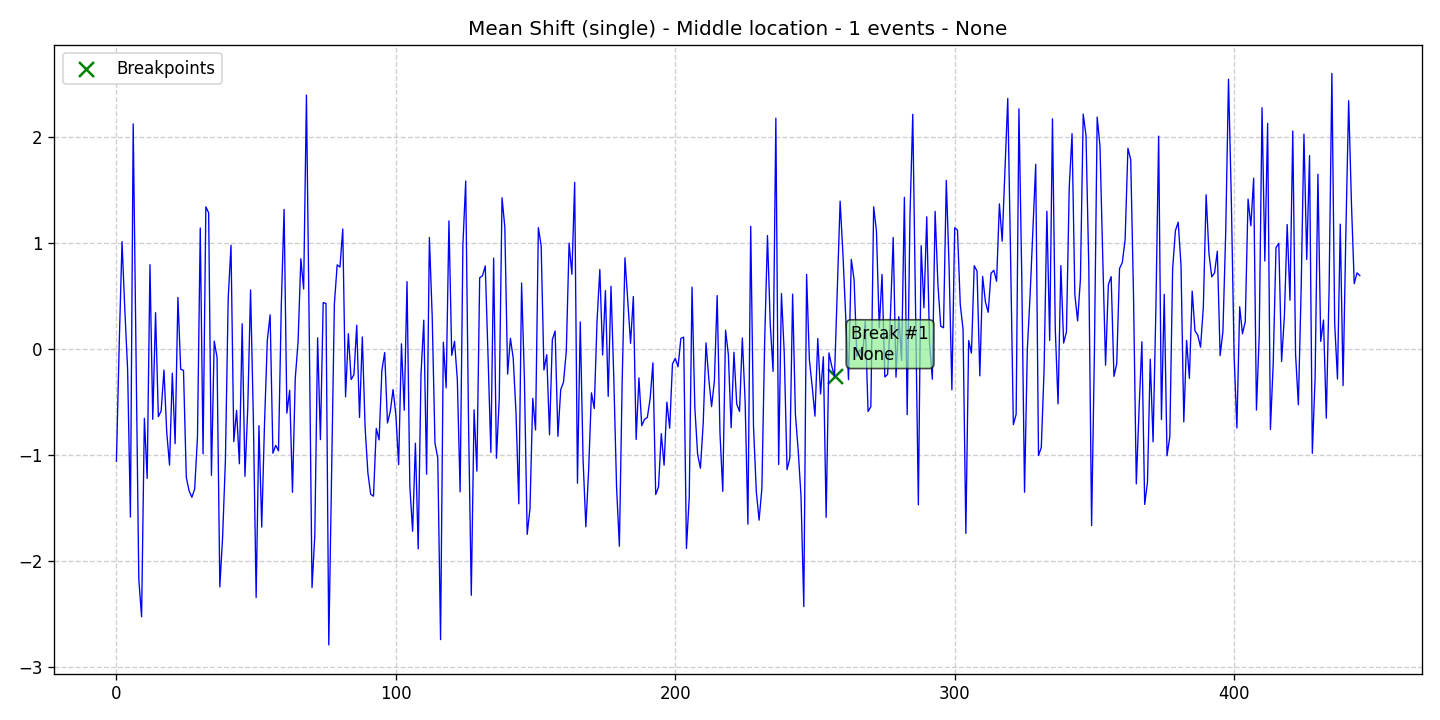 Mean Shift (single) - Middle location - 1 events - None
Breakpoints
2
1
0
−1
−2
−3
Break #1
None
0
100
200
300
400